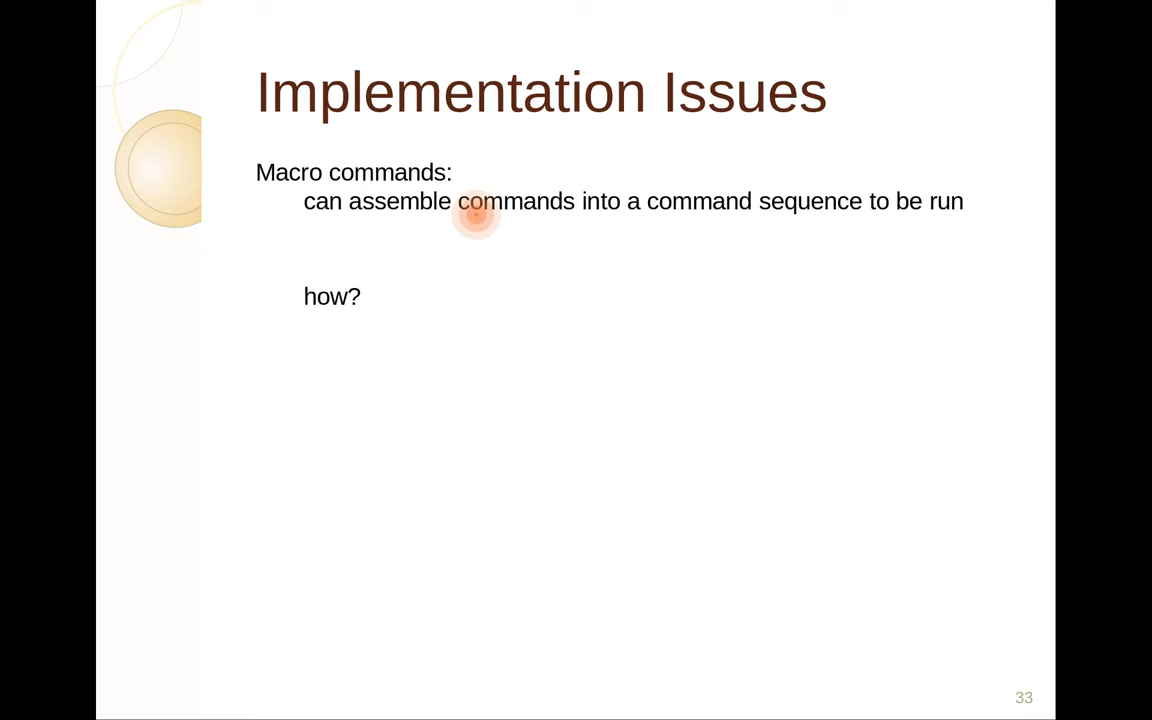 Implementation Issues
Macro commands:
can assemble commands into a command sequence to be run
how?
33